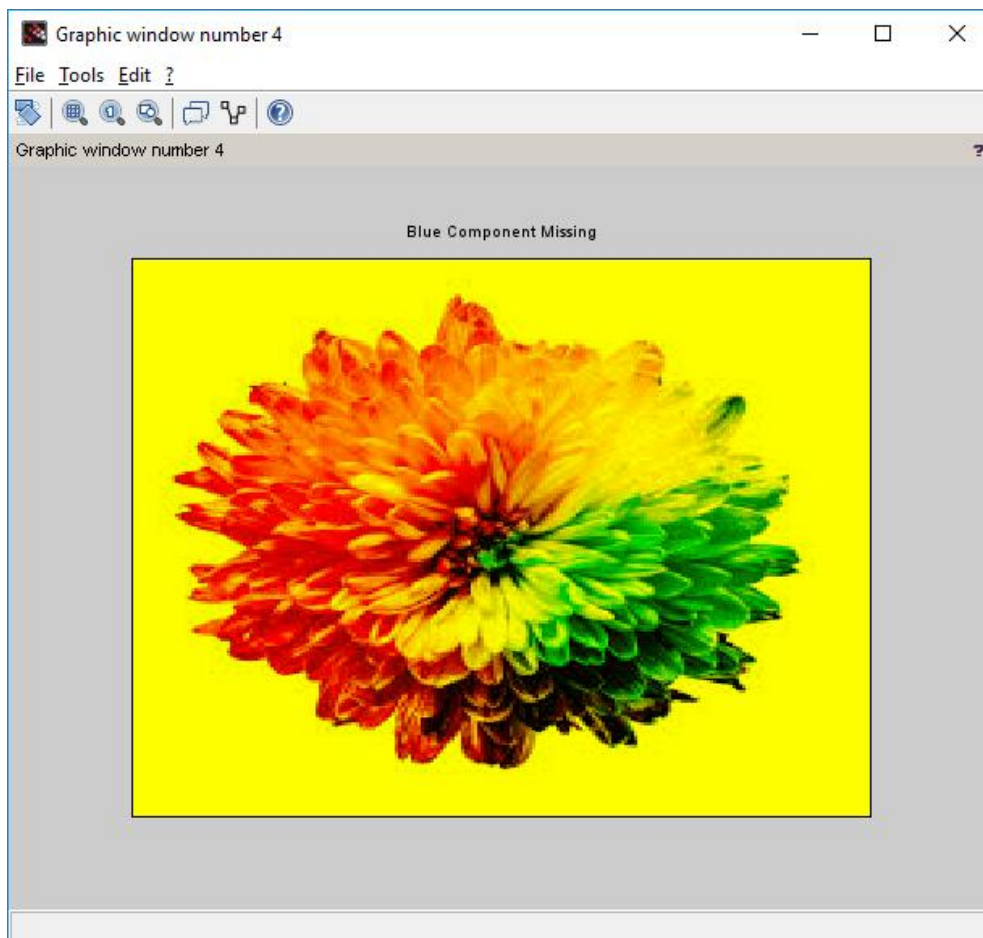 Graphic window number 4
File Tools Edit ?
Graphic window number 4 ?
Blue Component Missing